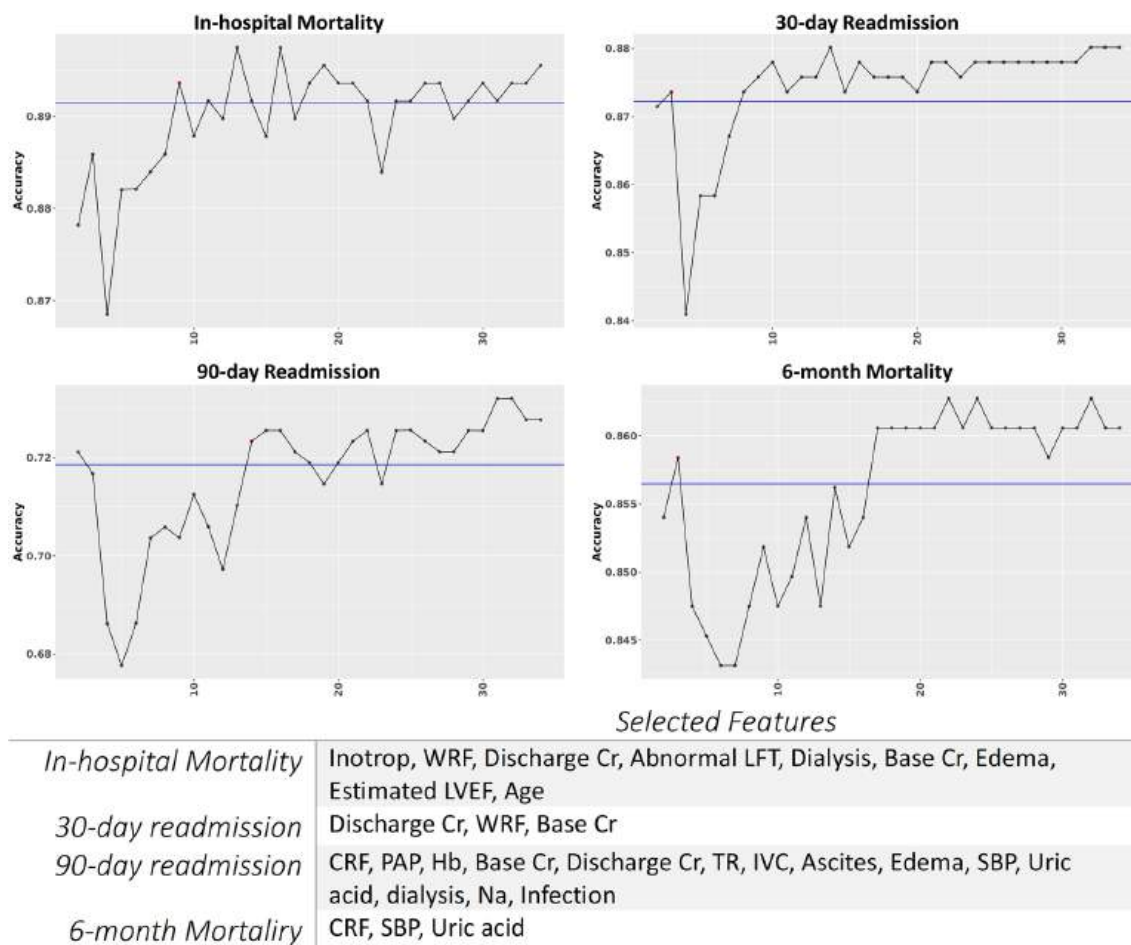 In-hospital Mortality
30-day Readmission
Accuracy
0.89
0.88
0.87
10
20
30
Accuracy
0.88
0.87
0.86
0.85
0.84
10
20
30
90-day Readmission
6-month Mortality
Accuracy
0.72
0.70
0.68
10
20
30
Accuracy
0.860
0.855
0.850
0.845
10
20
30
Selected Features
In-hospital Mortality
Inotrop, WRF, Discharge Cr, Abnormal LFT, Dialysis, Base Cr, Edema,
Estimated LVEF, Age
30-day readmission
Discharge Cr, WRF, Base Cr
90-day readmission
CRF, PAP, Hb, Base Cr, Discharge Cr, TR, IVC, Ascites, Edema, SBP, Uric
acid, dialysis, Na, Infection
6-month Mortaliry
CRF, SBP, Uric acid